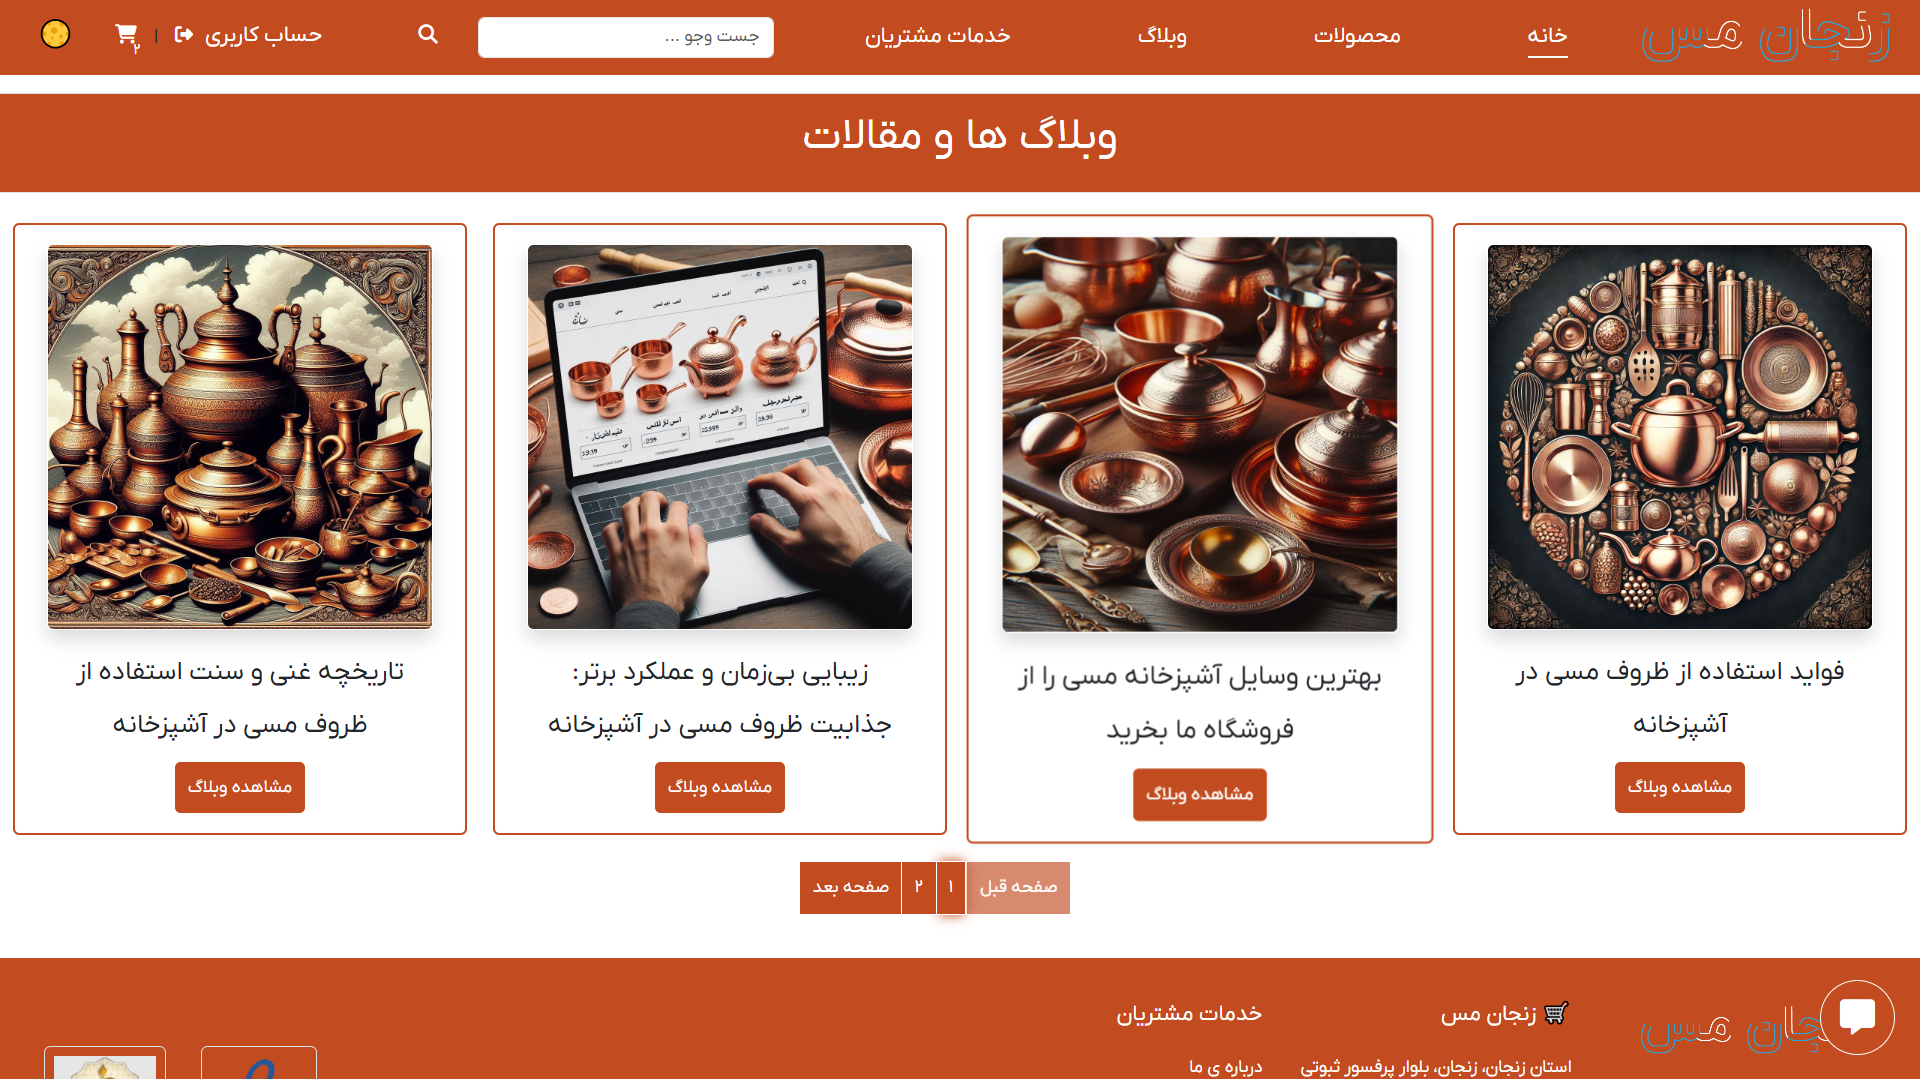 زنجان مس
خانه
محصولات
وبلاگ
خدمات مشتریان
جست وجو ...
حساب کاربری
|
۲
وبلاگ ها و مقالات
فواید استفاده از ظروف مسی در
آشپزخانه
مشاهده وبلاگ
بهترین وسایل آشپزخانه مسی را از
فروشگاه ما بخرید
مشاهده وبلاگ
زیبایی بی‌زمان و عملکرد برتر:
جذابیت ظروف مسی در آشپزخانه
مشاهده وبلاگ
تاریخچه غنی و سنت استفاده از
ظروف مسی در آشپزخانه
مشاهده وبلاگ
صفحه قبل
۱
۲
صفحه بعد
زنجان مس
خدمات مشتریان
استان زنجان، زنجان، بلوار پرفسور ثبوتی
درباره ی ما